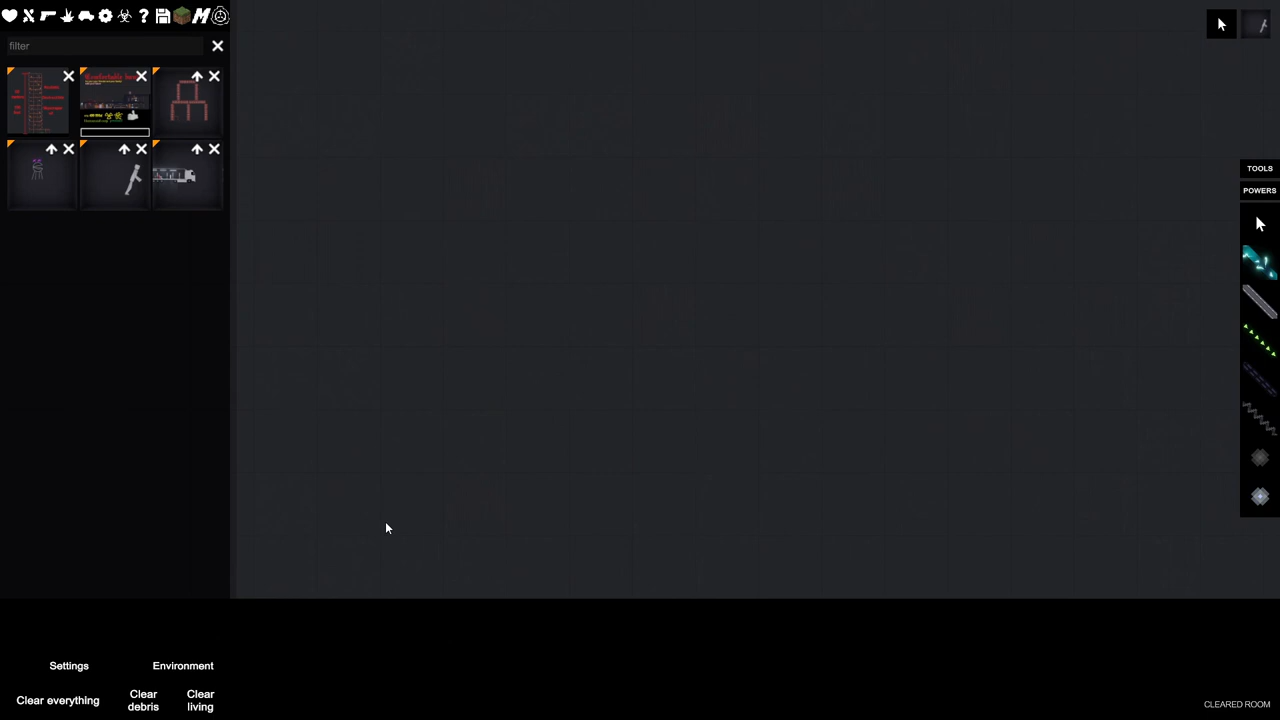 filter
TOOLS
POWERS
Settings
Environment
Clear everything
Clear
debris
Clear
living
CLEARED ROOM